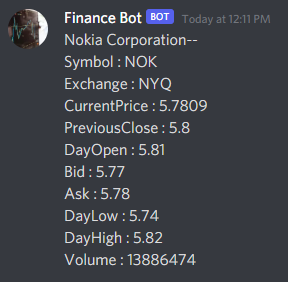 Finance Bot BOT Today at 12:11 PM
Nokia Corporation--
Symbol : NOK
Exchange : NYQ
CurrentPrice : 5.7809
PreviousClose : 5.8
DayOpen : 5.81
Bid : 5.77
Ask : 5.78
DayLow : 5.74
DayHigh : 5.82
Volume : 13886474